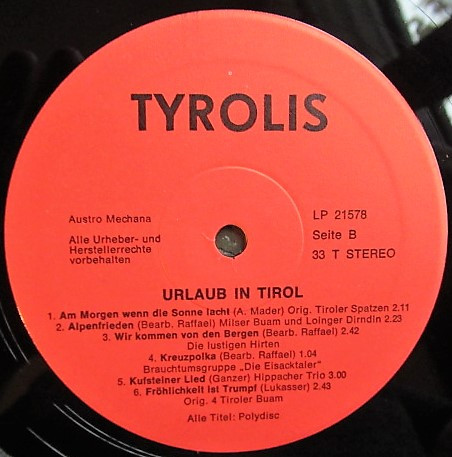 TYROLIS
Austro Mechana
Alle Urheber- und
Herstellerrechte
vorbehalten
LP 21578
Seite B
33 T STEREO
URLAUB IN TIROL
1. Am Morgen wenn die Sonne lacht (A. Mader) Orig. Tiroler Spatzen 2.11
2. Alpenfrieden (Bearb. Raffael) Milser Buam und Loinger Dirndln 2.23
3. Wir kommen von den Bergen (Bearb. Raffael) 2.42
Die lustigen Hirten
4. Kreuzpolka (Bearb. Raffael) 1.04
Brauchtumsgruppe „Die Eisacktaler"
5. Kufsteiner Lied (Ganzer) Hippacher Trio 3.00
6. Fröhlichkeit ist Trumpf (Lukasser) 2.43
Orig. 4 Tiroler Buam
Alle Titel: Polydisc